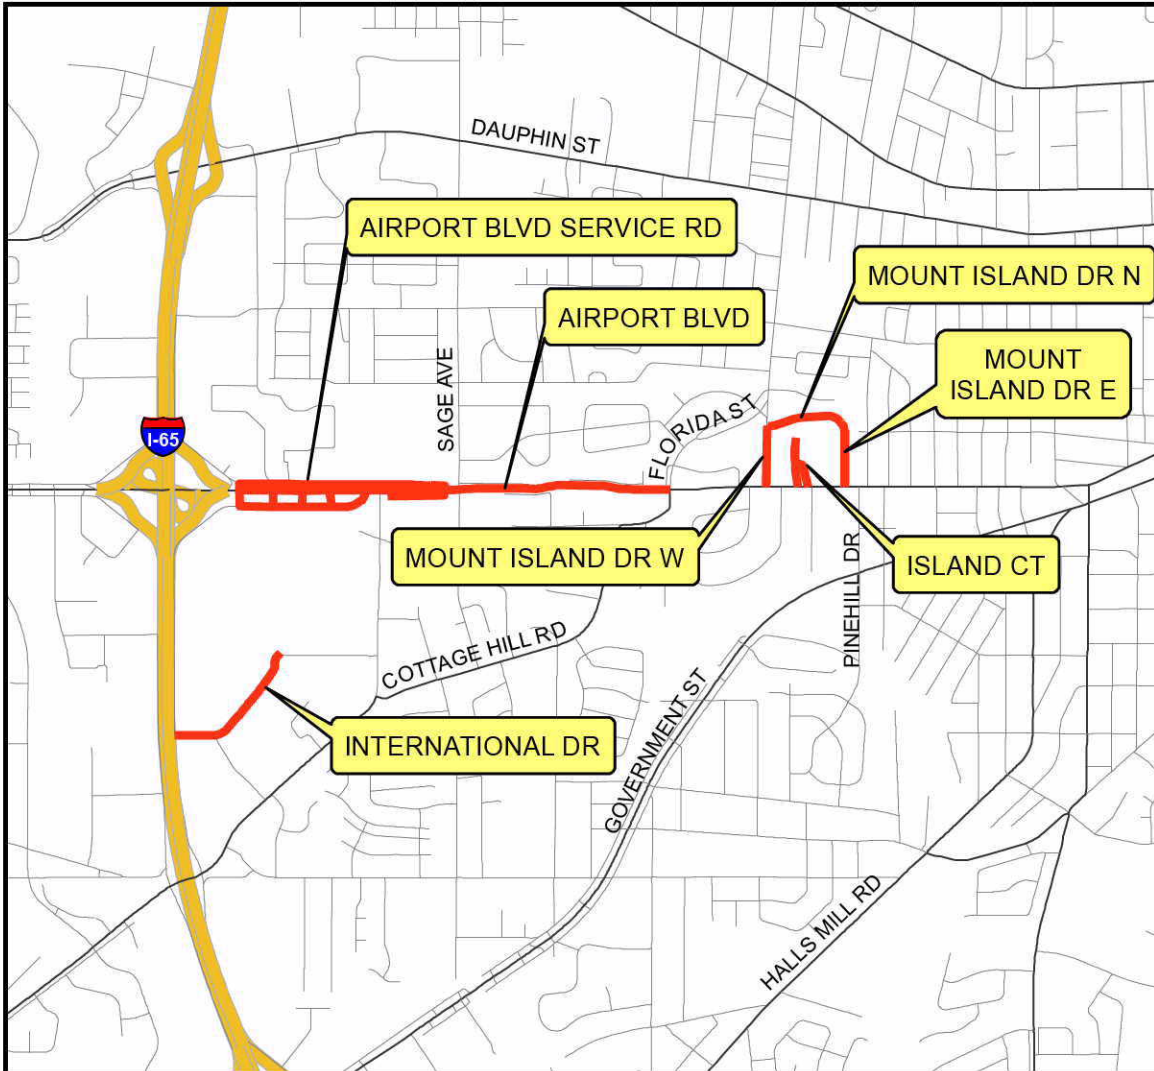 DAUPHIN ST
AIRPORT BLVD SERVICE RD
MOUNT ISLAND DR N
AIRPORT BLVD
MOUNT
ISLAND DR E
SAGE AVE
FLORIDA ST
I-65
MOUNT ISLAND DR W
ISLAND CT
PINEHILL DR
COTTAGE HILL RD
INTERNATIONAL DR
GOVERNMENT ST
HALLS MILL RD